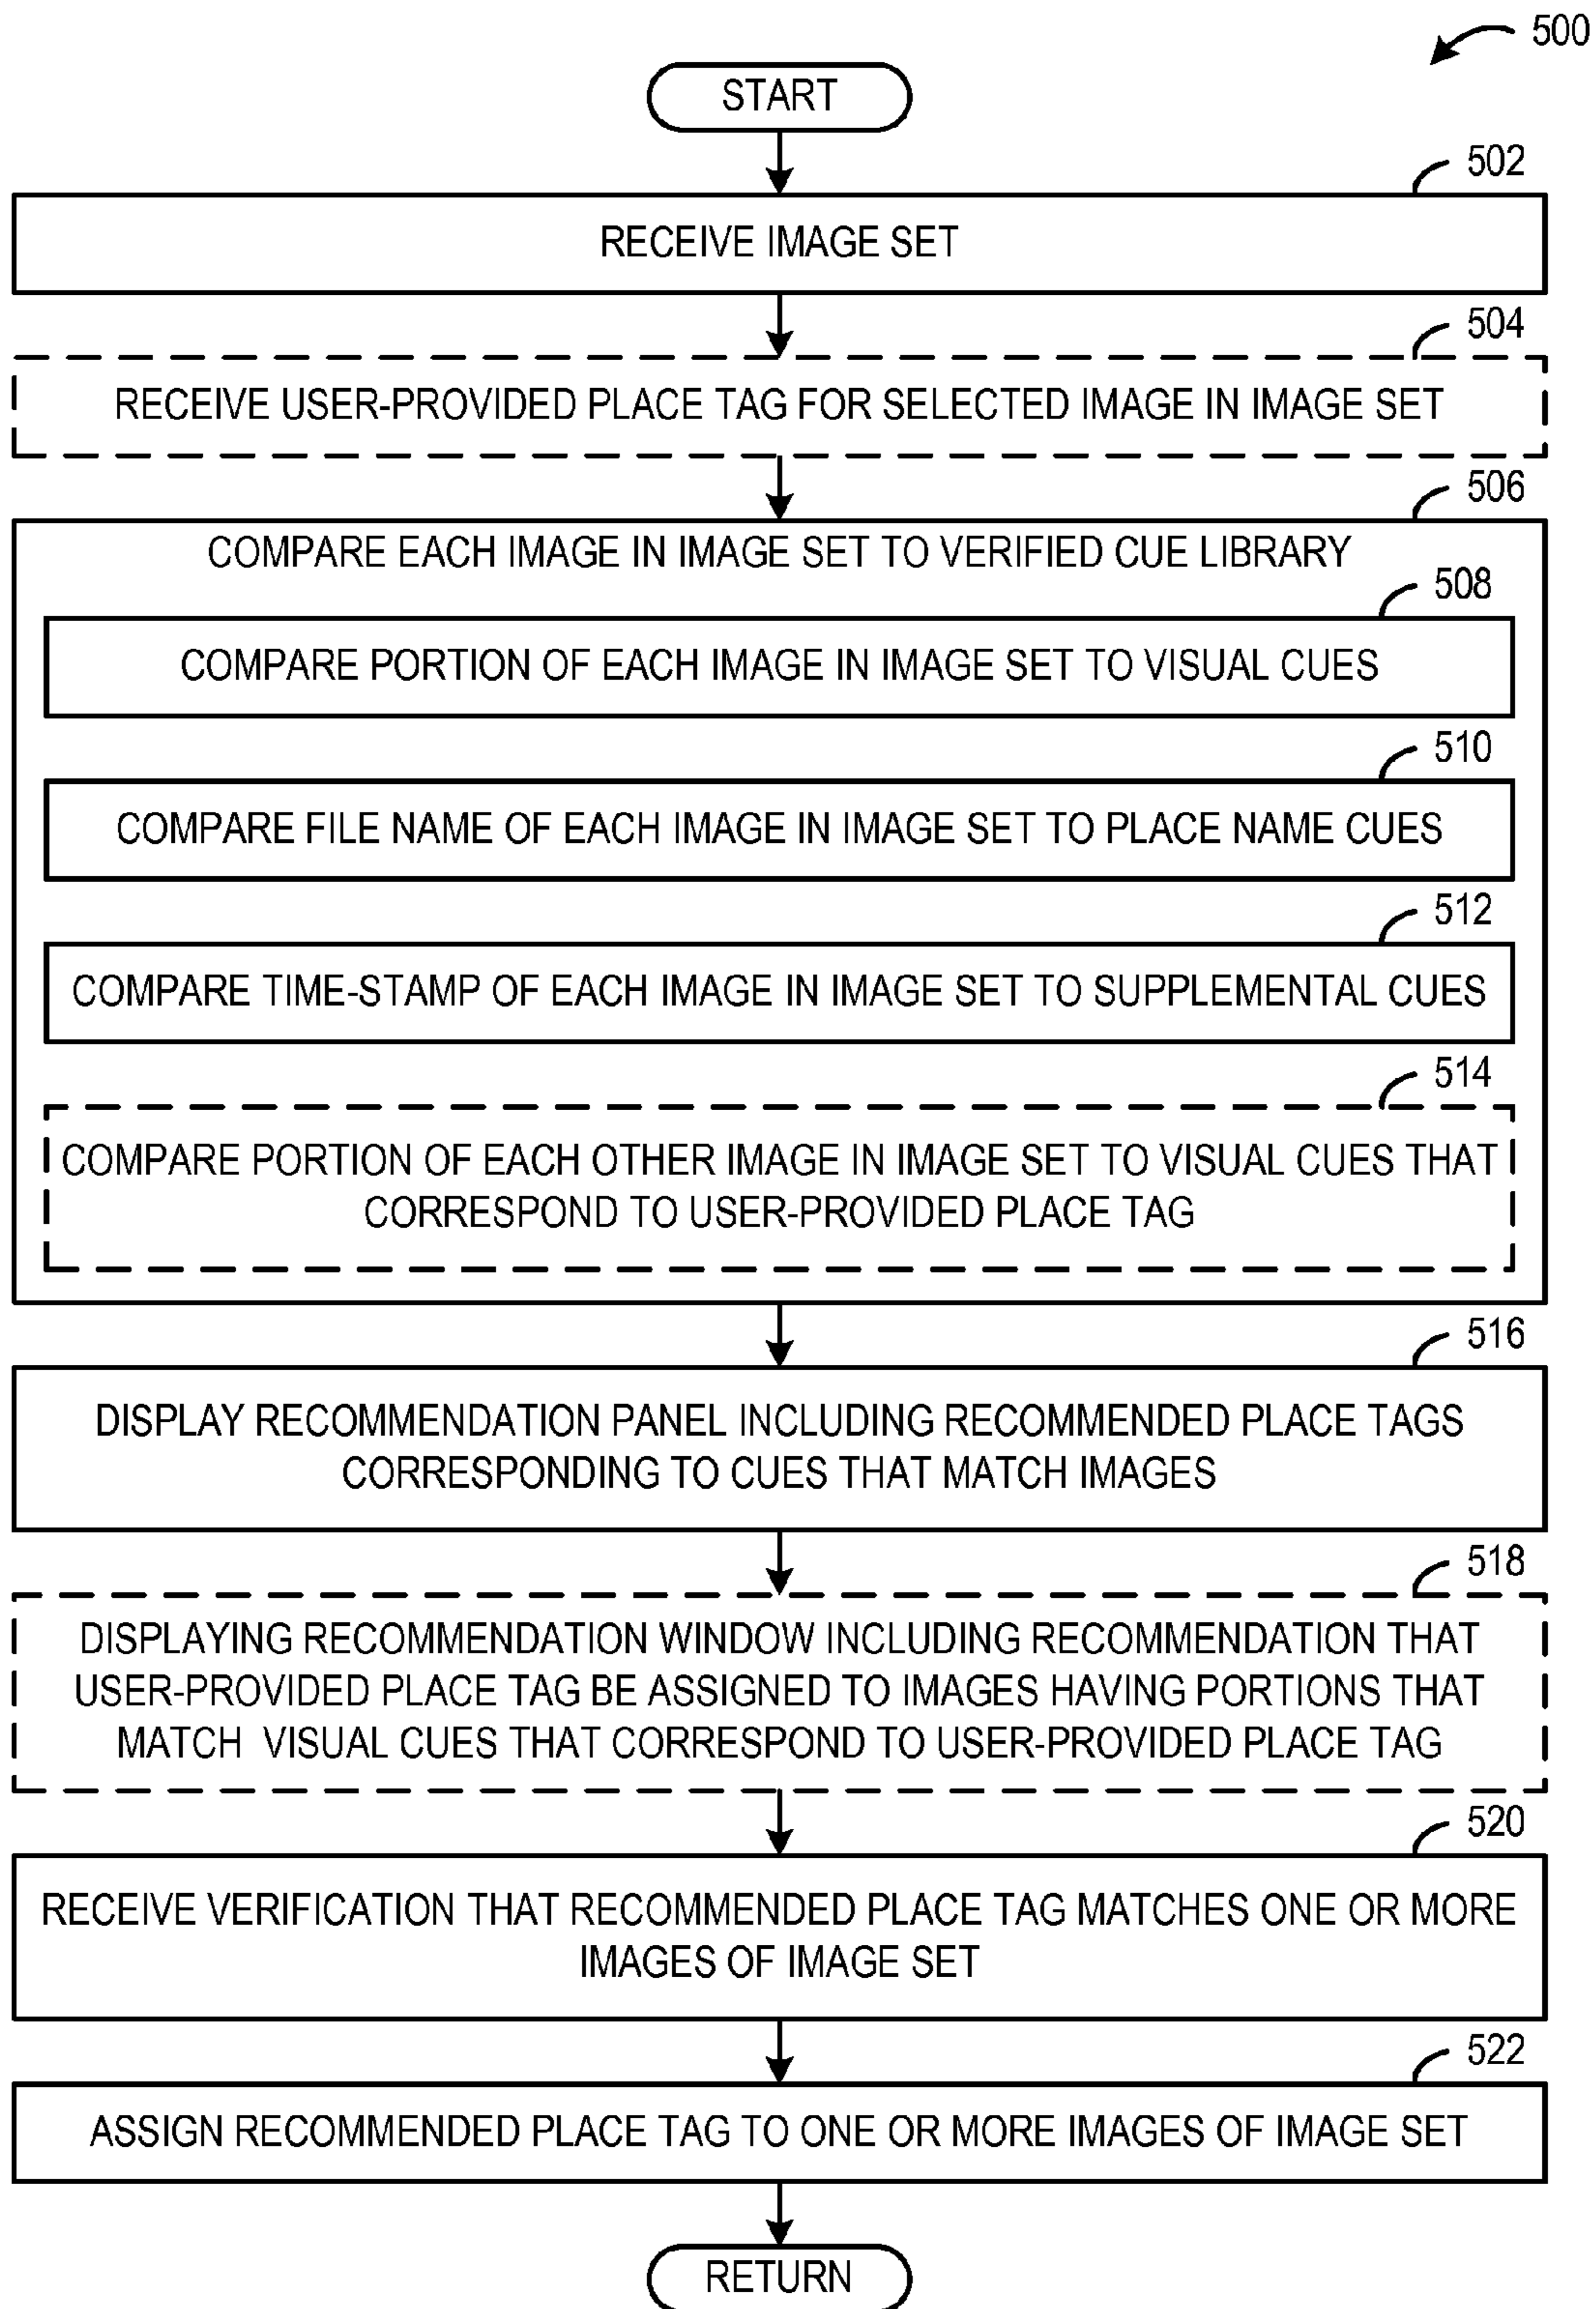 500
START
502
RECEIVE IMAGE SET
504
RECEIVE USER-PROVIDED PLACE TAG FOR SELECTED IMAGE IN IMAGE SET
506
COMPARE EACH IMAGE IN IMAGE SET TO VERIFIED CUE LIBRARY
508
COMPARE PORTION OF EACH IMAGE IN IMAGE SET TO VISUAL CUES
510
COMPARE FILE NAME OF EACH IMAGE IN IMAGE SET TO PLACE NAME CUES
512
COMPARE TIME-STAMP OF EACH IMAGE IN IMAGE SET TO SUPPLEMENTAL CUES
514
COMPARE PORTION OF EACH OTHER IMAGE IN IMAGE SET TO VISUAL CUES THAT
CORRESPOND TO USER-PROVIDED PLACE TAG
516
DISPLAY RECOMMENDATION PANEL INCLUDING RECOMMENDED PLACE TAGS
CORRESPONDING TO CUES THAT MATCH IMAGES
518
DISPLAYING RECOMMENDATION WINDOW INCLUDING RECOMMENDATION THAT
USER-PROVIDED PLACE TAG BE ASSIGNED TO IMAGES HAVING PORTIONS THAT
MATCH VISUAL CUES THAT CORRESPOND TO USER-PROVIDED PLACE TAG
520
RECEIVE VERIFICATION THAT RECOMMENDED PLACE TAG MATCHES ONE OR MORE
IMAGES OF IMAGE SET
522
ASSIGN RECOMMENDED PLACE TAG TO ONE OR MORE IMAGES OF IMAGE SET
RETURN